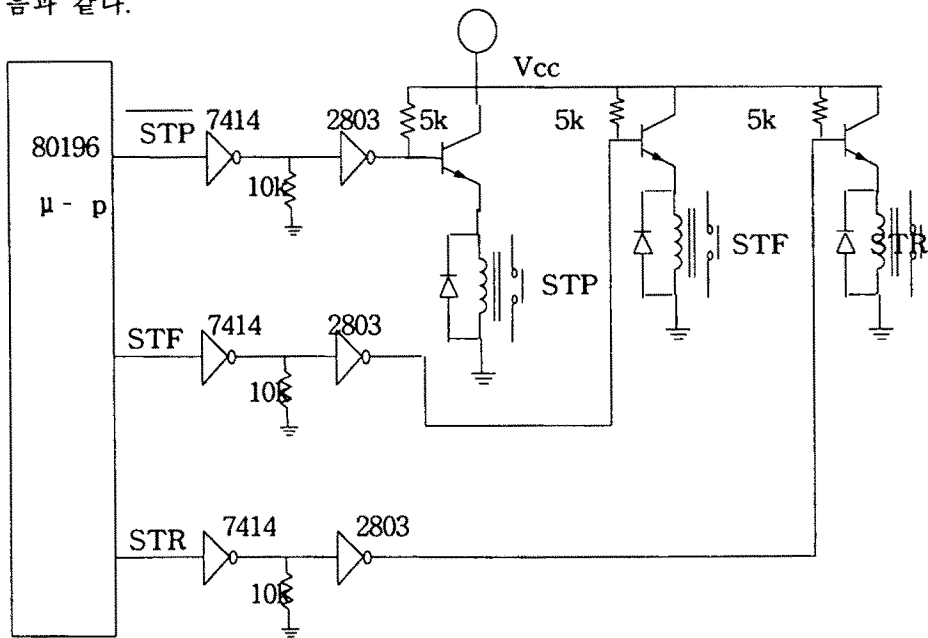 음과 같다.
Vcc
STP 7414 2803 5k 5k 5k
80196
10k
μ - p
STP STF STR
STF 7414 2803
10k
STR 7414 2803
10k